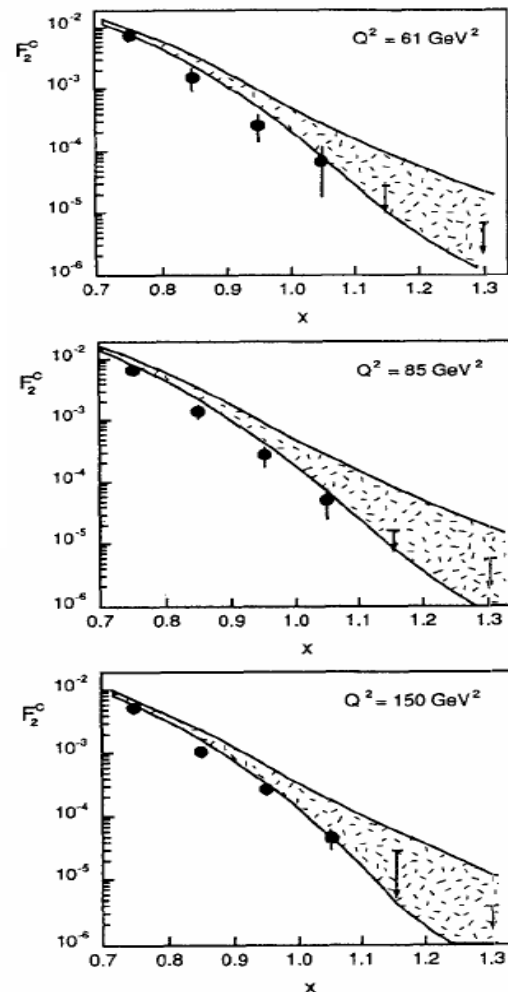 Q² = 61 GeV²
F₂ᶜ
10⁻²
10⁻³
10⁻⁴
10⁻⁵
10⁻⁶
0.7 0.8 0.9 1.0 1.1 1.2 1.3
x
Q² = 85 GeV²
F₂ᶜ
10⁻²
10⁻³
10⁻⁴
10⁻⁵
10⁻⁶
0.7 0.8 0.9 1.0 1.1 1.2 1.3
x
Q² = 150 GeV²
F₂ᶜ
10⁻²
10⁻³
10⁻⁴
10⁻⁵
10⁻⁶
0.7 0.8 0.9 1.0 1.1 1.2 1.3
x